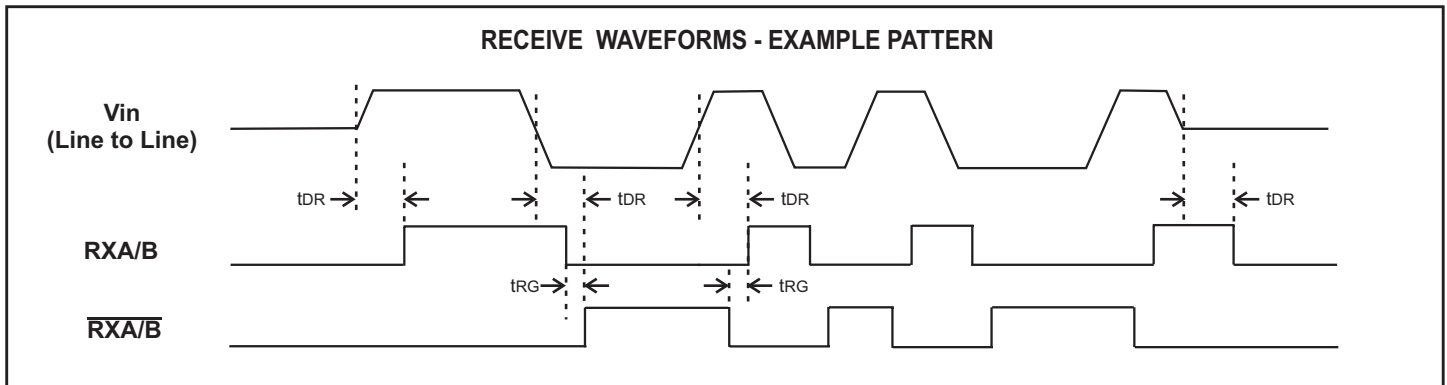 RECEIVE WAVEFORMS - EXAMPLE PATTERN
Vin
(Line to Line)
tDR tDR tDR tDR
RXA/B
tRG tRG
RXA/B